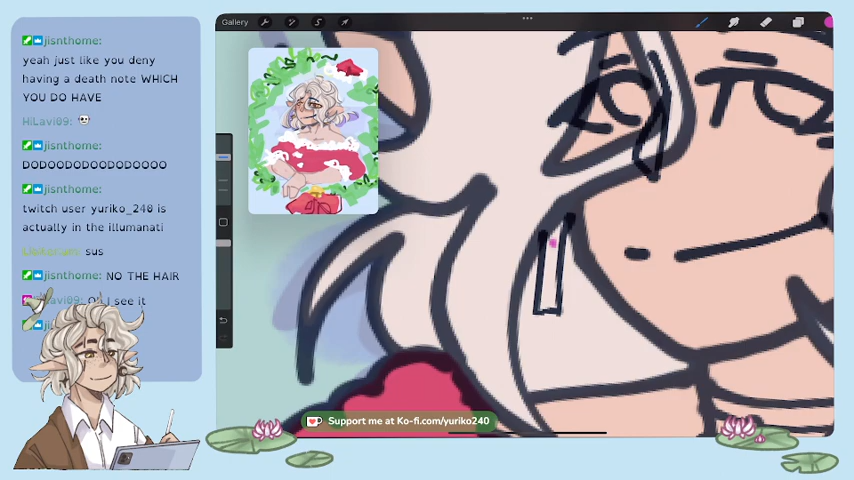 Gallery
jisnthome:
yeah just like you deny
having a death note WHICH
YOU DO HAVE
HiLavi09:
jisnthome:
DODOODODOODODOOOO
jisnthome:
twitch user yuriko_240 is
actually in the illumanati
sus
jisnthome: NO THE HAIR
I see it
Support me at Ko-fi.com/yuriko240